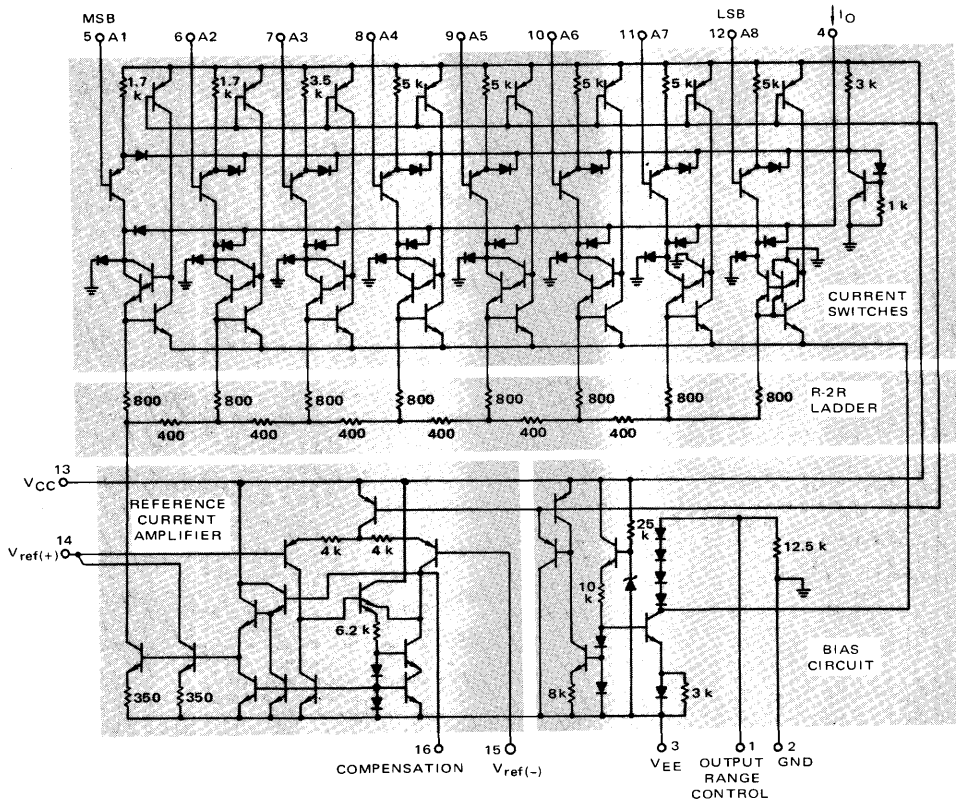 MSB
5 A1
6 A2
7 A3
8 A4
9 A5
10 A6
11 A7
LSB
12 A8
4
IO
1.7 k
1.7 k
3.5 k
5 k
5 k
5 k
5 k
5k
3 k
1 k
CURRENT
SWITCHES
800
800
800
800
800
800
800
800
R-2R
LADDER
400
400
400
400
400
400
400
13
VCC
REFERENCE
CURRENT
AMPLIFIER
14
Vref(+)
4 k
4 k
25 k
12.5 k
10 k
6.2 k
BIAS
CIRCUIT
350
350
8k
3 k
16
COMPENSATION
15
Vref(−)
3
VEE
1
OUTPUT
RANGE
CONTROL
2
GND